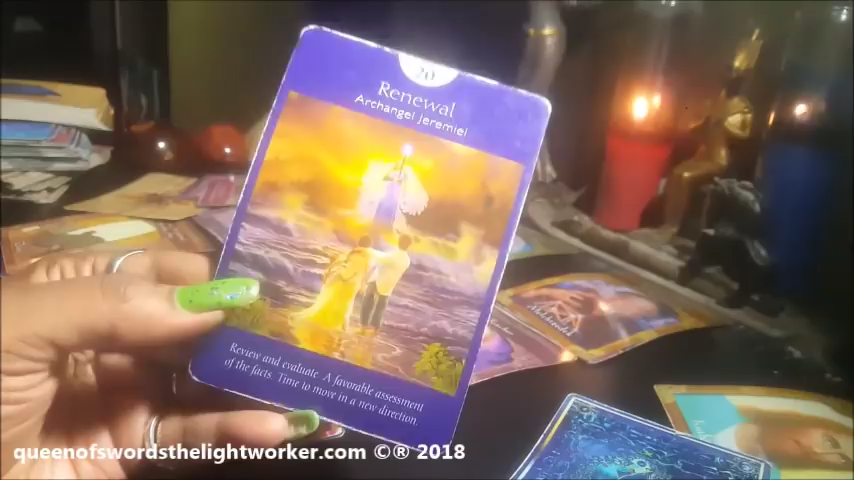 20
Renewal
Archangel Jeremiel
Review and evaluate. A favorable assessment
of the facts. Time to move in a new direction.
queenofswordsthelightworker.com ©® 2018